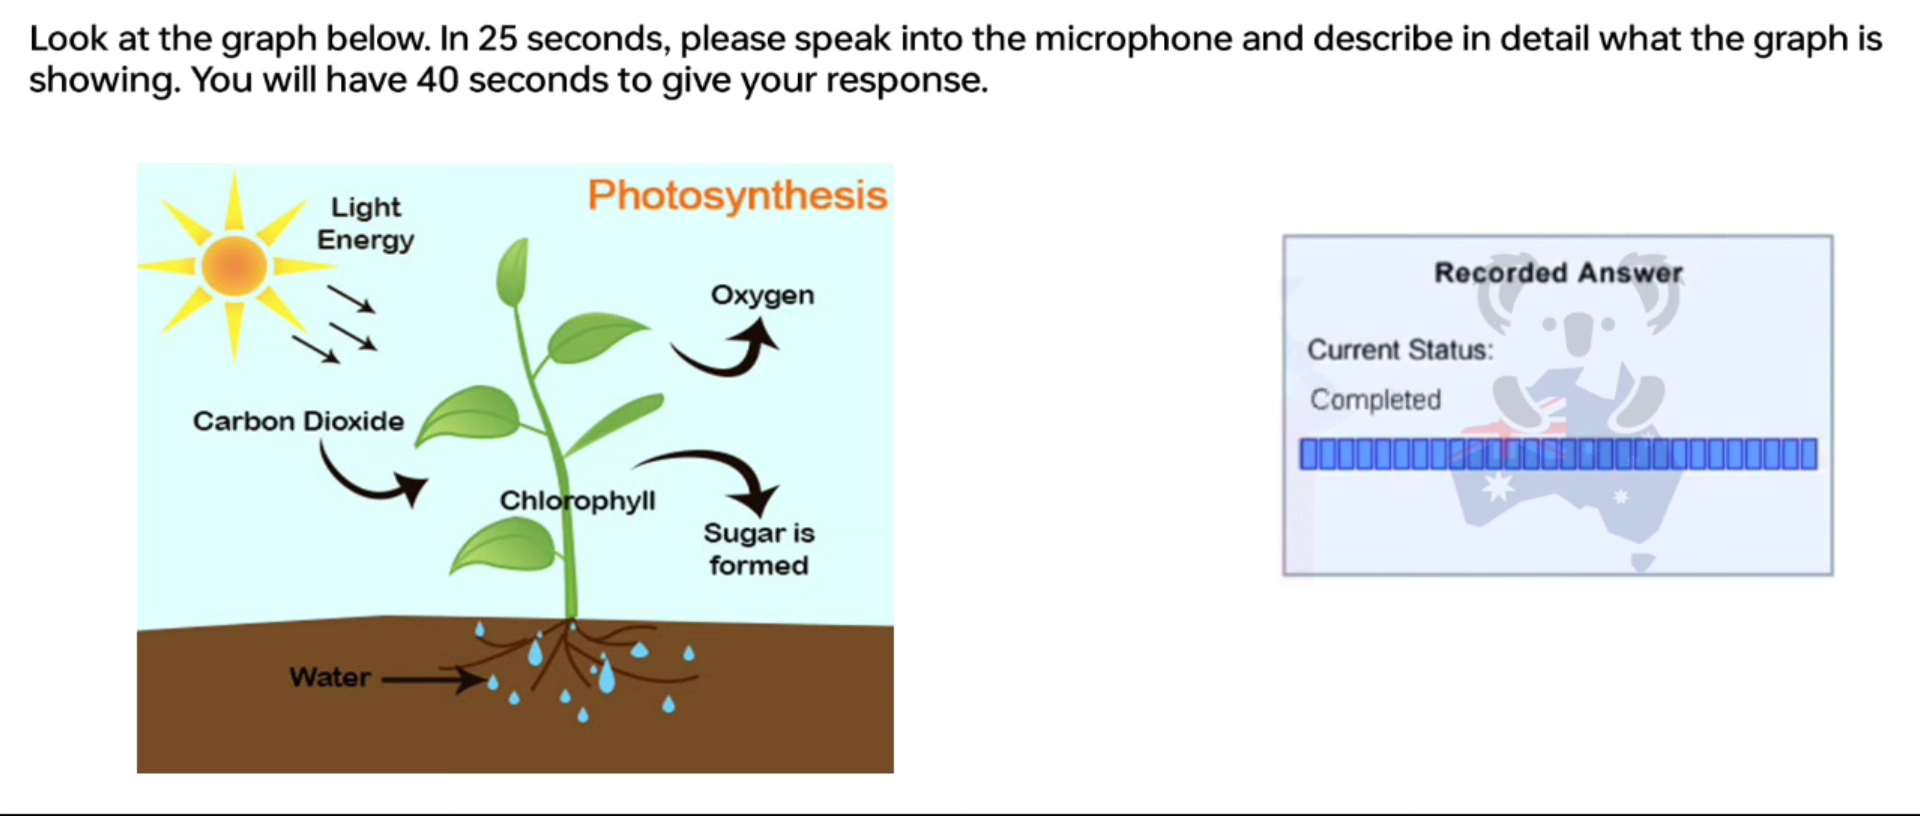 Look at the graph below. In 25 seconds, please speak into the microphone and describe in detail what the graph is
showing. You will have 40 seconds to give your response.
Photosynthesis
Light
Energy
Oxygen
Carbon Dioxide
Chlorophyll
Sugar is
formed
Water
Recorded Answer
Current Status:
Completed